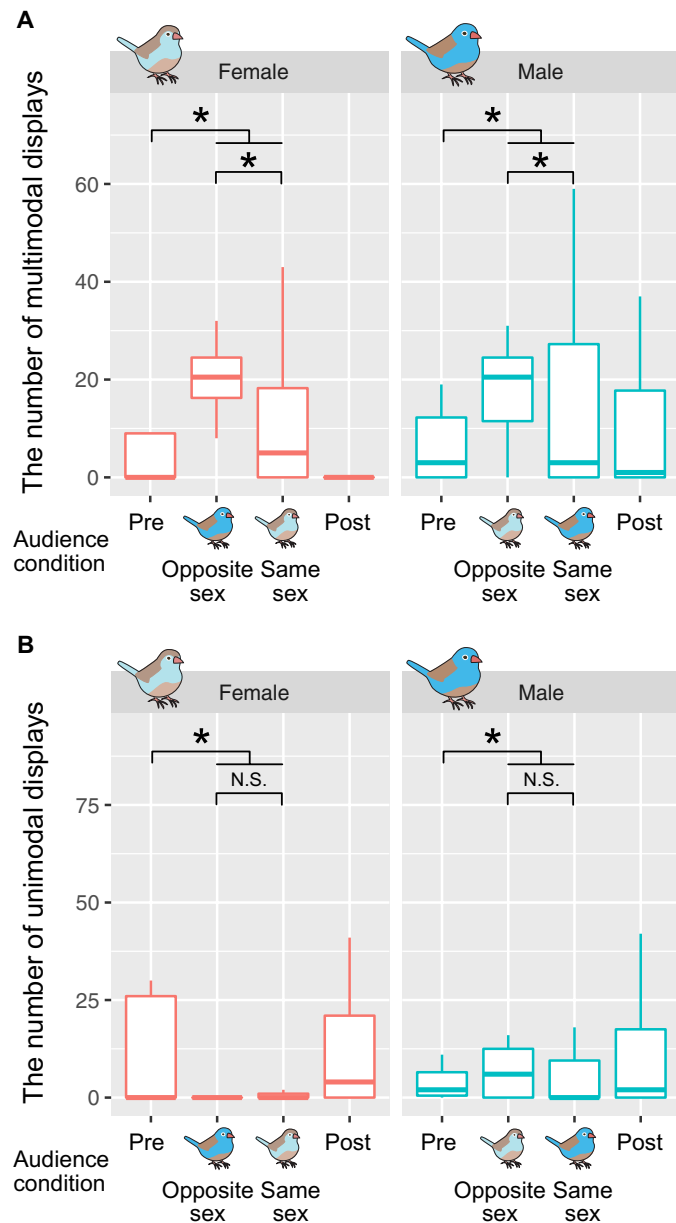 A
Female
Male
The number of multimodal displays
60
40
20
0
*
*
*
*
Pre
Post
Pre
Post
Audience
condition
Opposite Same
sex sex
Opposite Same
sex sex
B
Female
Male
The number of unimodal displays
75
50
25
0
*
N.S.
*
N.S.
Pre
Post
Pre
Post
Audience
condition
Opposite Same
sex sex
Opposite Same
sex sex